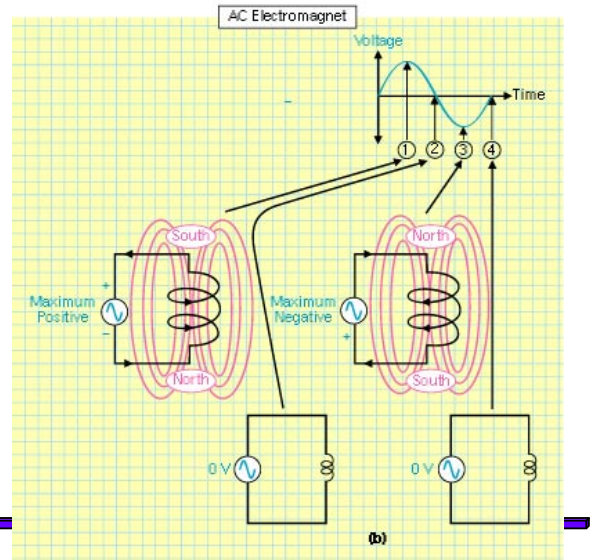 AC Electromagnet
Voltage
Time
1 2 3 4
South
North
+
Maximum
Positive
−
Maximum
Negative
+
North
South
0 V
0 V
(b)